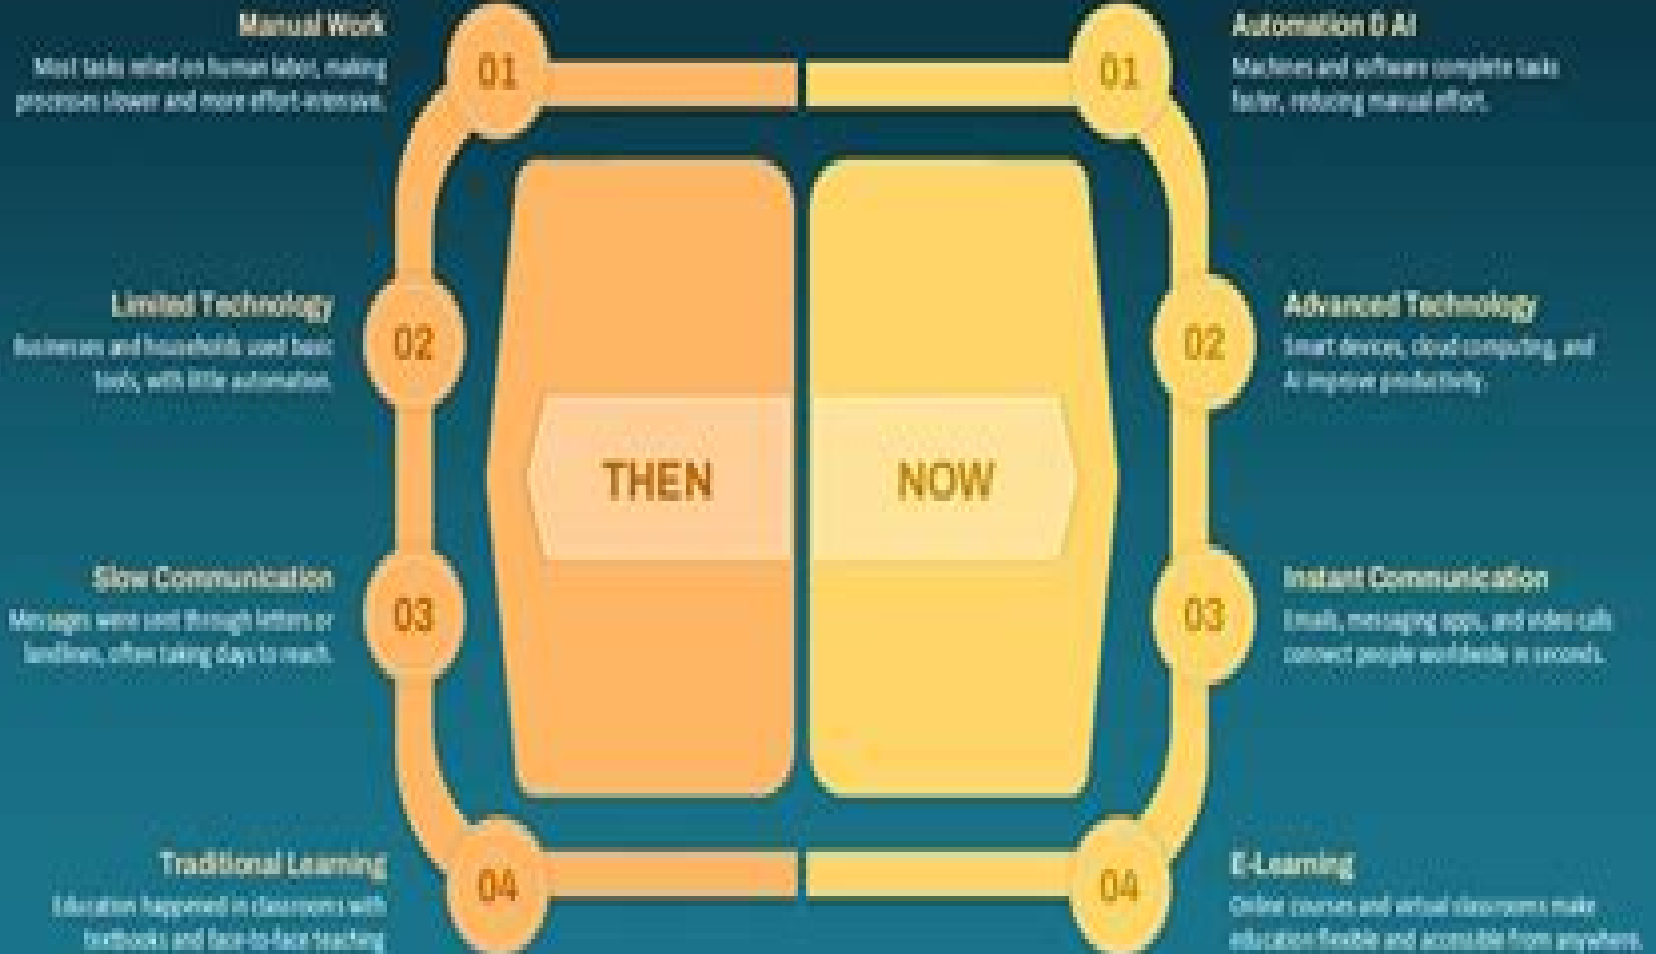 Manual Work
Most tasks relied on human labor, making
processes slower and more effort-intensive.
01
Limited Technology
Businesses and households used basic
tools, with little automation.
02
Slow Communication
Messages were sent through letters or
landlines, often taking days to reach.
03
Traditional Learning
Education happened in classrooms with
textbooks and face-to-face teaching
04
THEN
NOW
01
Automation & AI
Machines and software complete tasks
faster, reducing manual effort.
02
Advanced Technology
Smart devices, cloud computing, and
AI improve productivity.
03
Instant Communication
Emails, messaging apps, and video calls
connect people worldwide in seconds.
04
E-Learning
Online courses and virtual classrooms make
education flexible and accessible from anywhere.